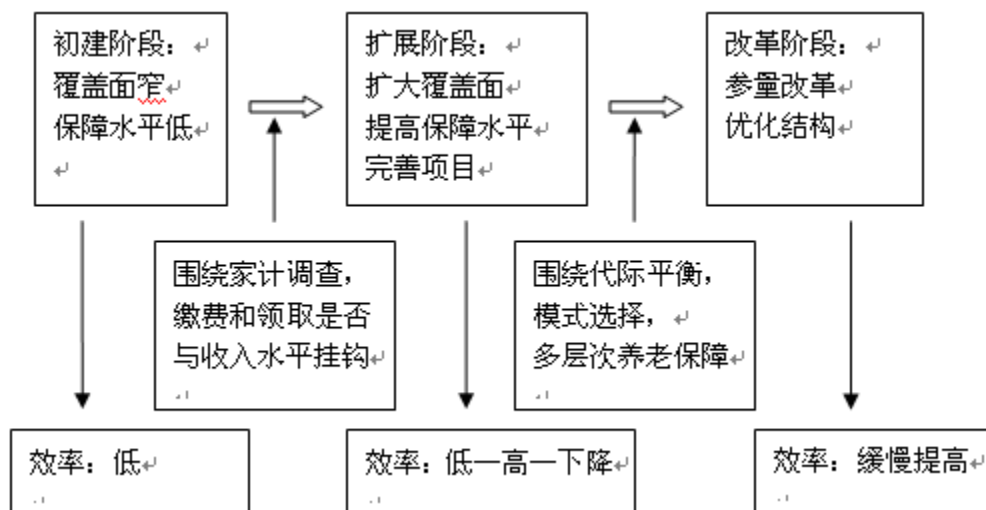 初建阶段：
覆盖面窄
保障水平低
扩展阶段：
扩大覆盖面
提高保障水平
完善项目
改革阶段：
参量改革
优化结构
围绕家计调查，
缴费和领取是否
与收入水平挂钩
围绕代际平衡，
模式选择，
多层次养老保障
效率：低
效率：低—高—下降
效率：缓慢提高